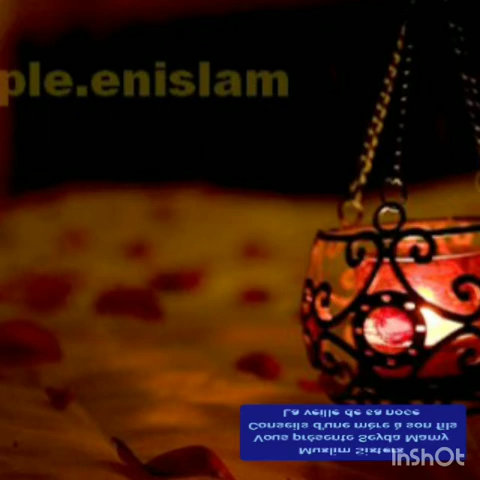 ple.enislam
Muslim Sisters
Vous présente Seyda Mamy
Conseils d'une mère à son fils
La veille de sa noce
InShOt